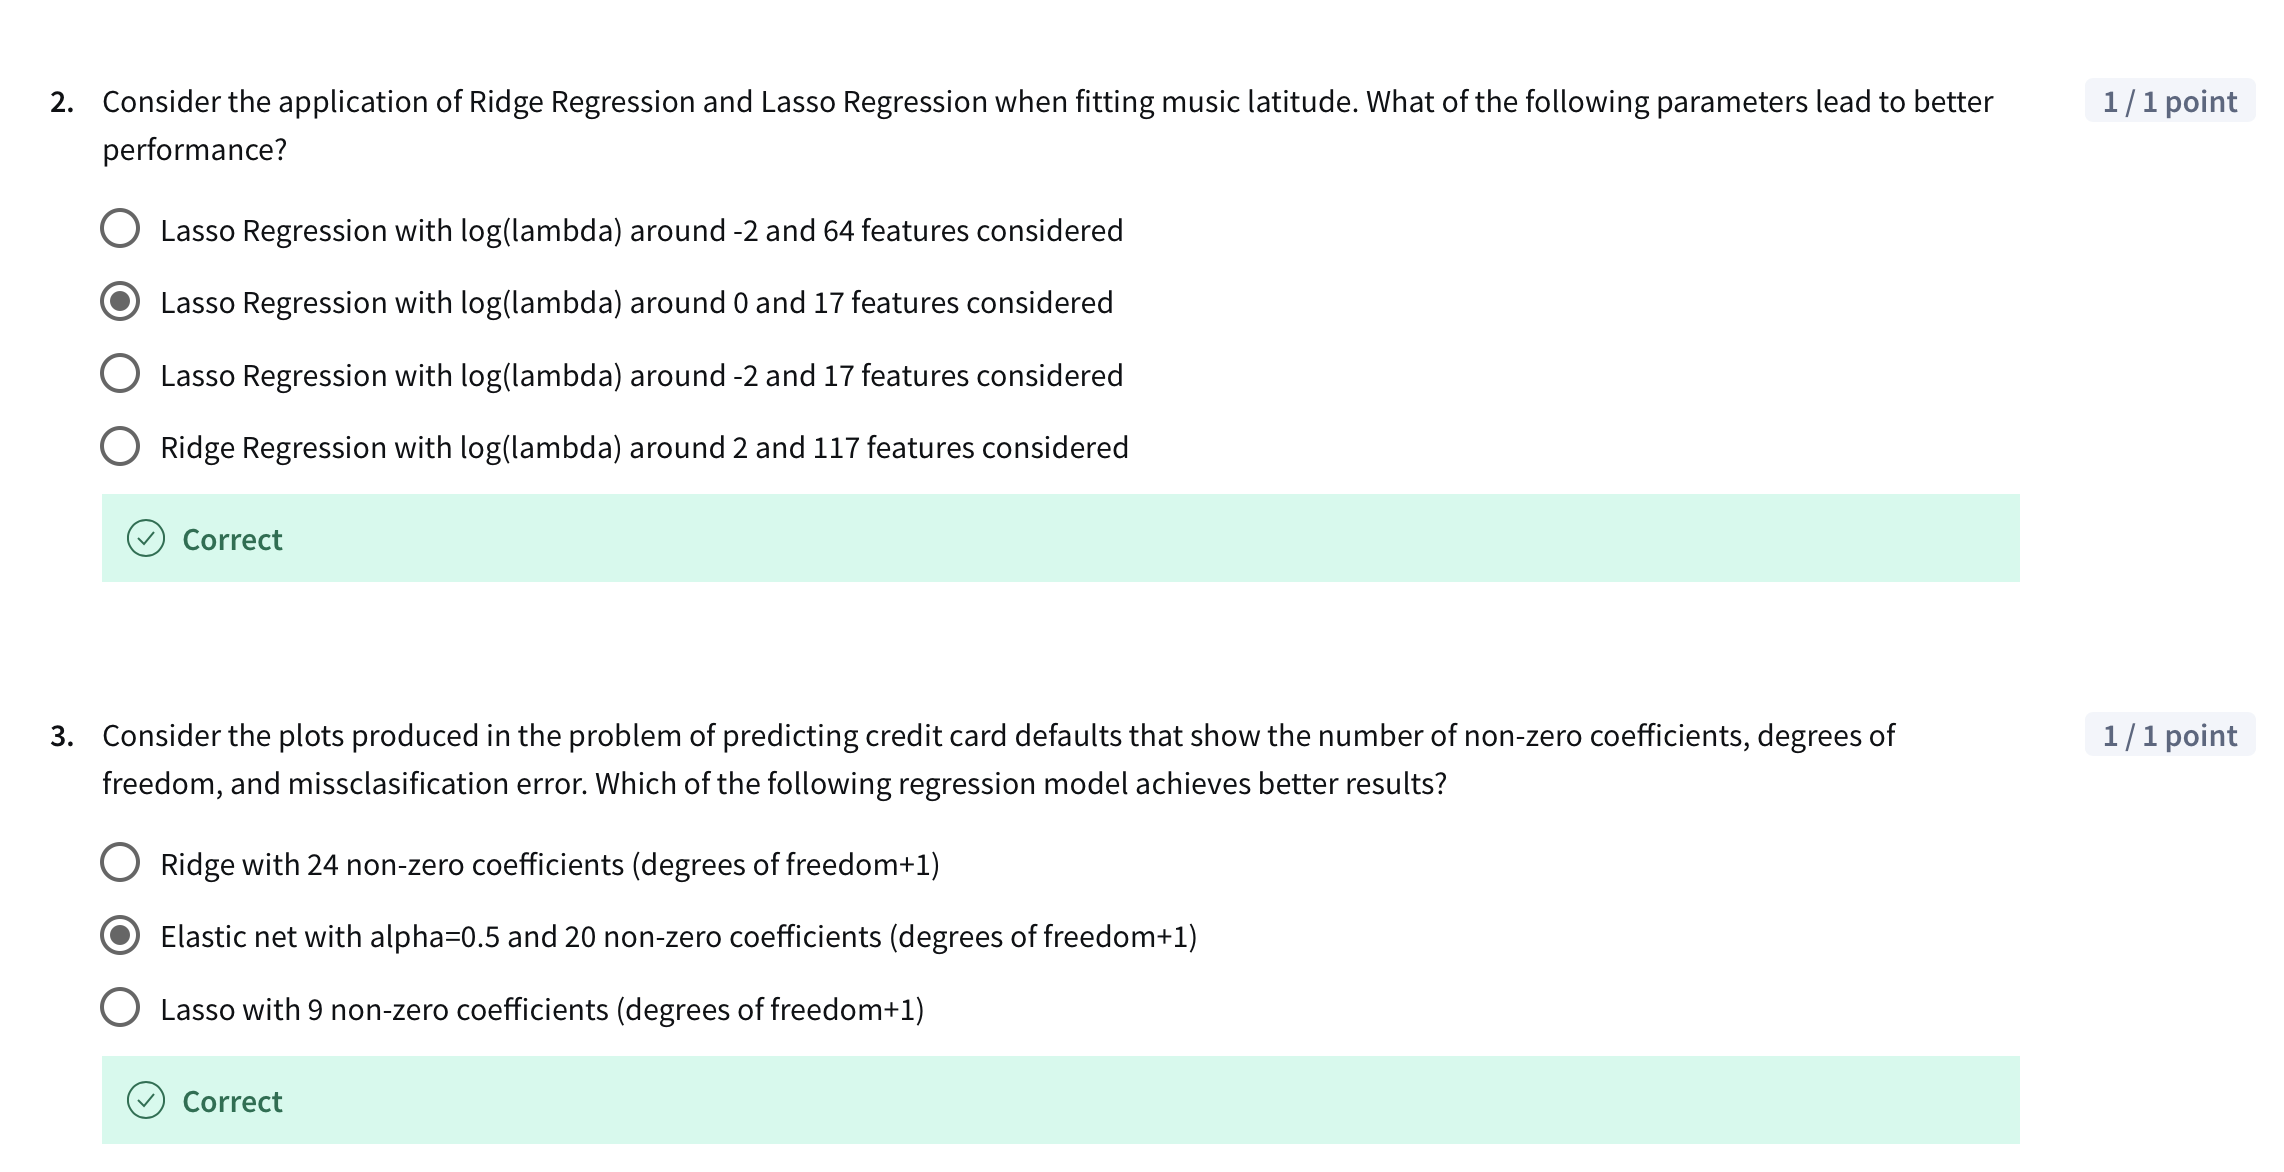 2. Consider the application of Ridge Regression and Lasso Regression when fitting music latitude. What of the following parameters lead to better 1 / 1 point
performance?
Lasso Regression with log(lambda) around -2 and 64 features considered
Lasso Regression with log(lambda) around 0 and 17 features considered
Lasso Regression with log(lambda) around -2 and 17 features considered
Ridge Regression with log(lambda) around 2 and 117 features considered
Correct
3. Consider the plots produced in the problem of predicting credit card defaults that show the number of non-zero coefficients, degrees of 1 / 1 point
freedom, and missclasification error. Which of the following regression model achieves better results?
Ridge with 24 non-zero coefficients (degrees of freedom+1)
Elastic net with alpha=0.5 and 20 non-zero coefficients (degrees of freedom+1)
Lasso with 9 non-zero coefficients (degrees of freedom+1)
Correct